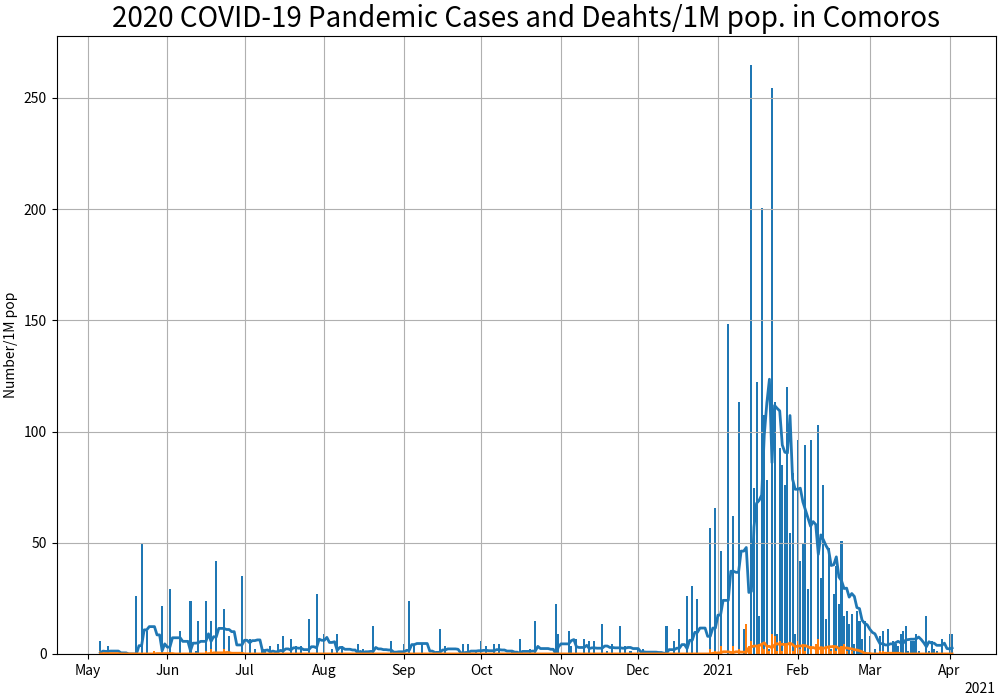 2020 COVID-19 Pandemic Cases and Deahts/1M pop. in Comoros
Number/1M pop
250
200
150
100
50
0
May Jun Jul Aug Sep Oct Nov Dec 2021 Feb Mar Apr
2021